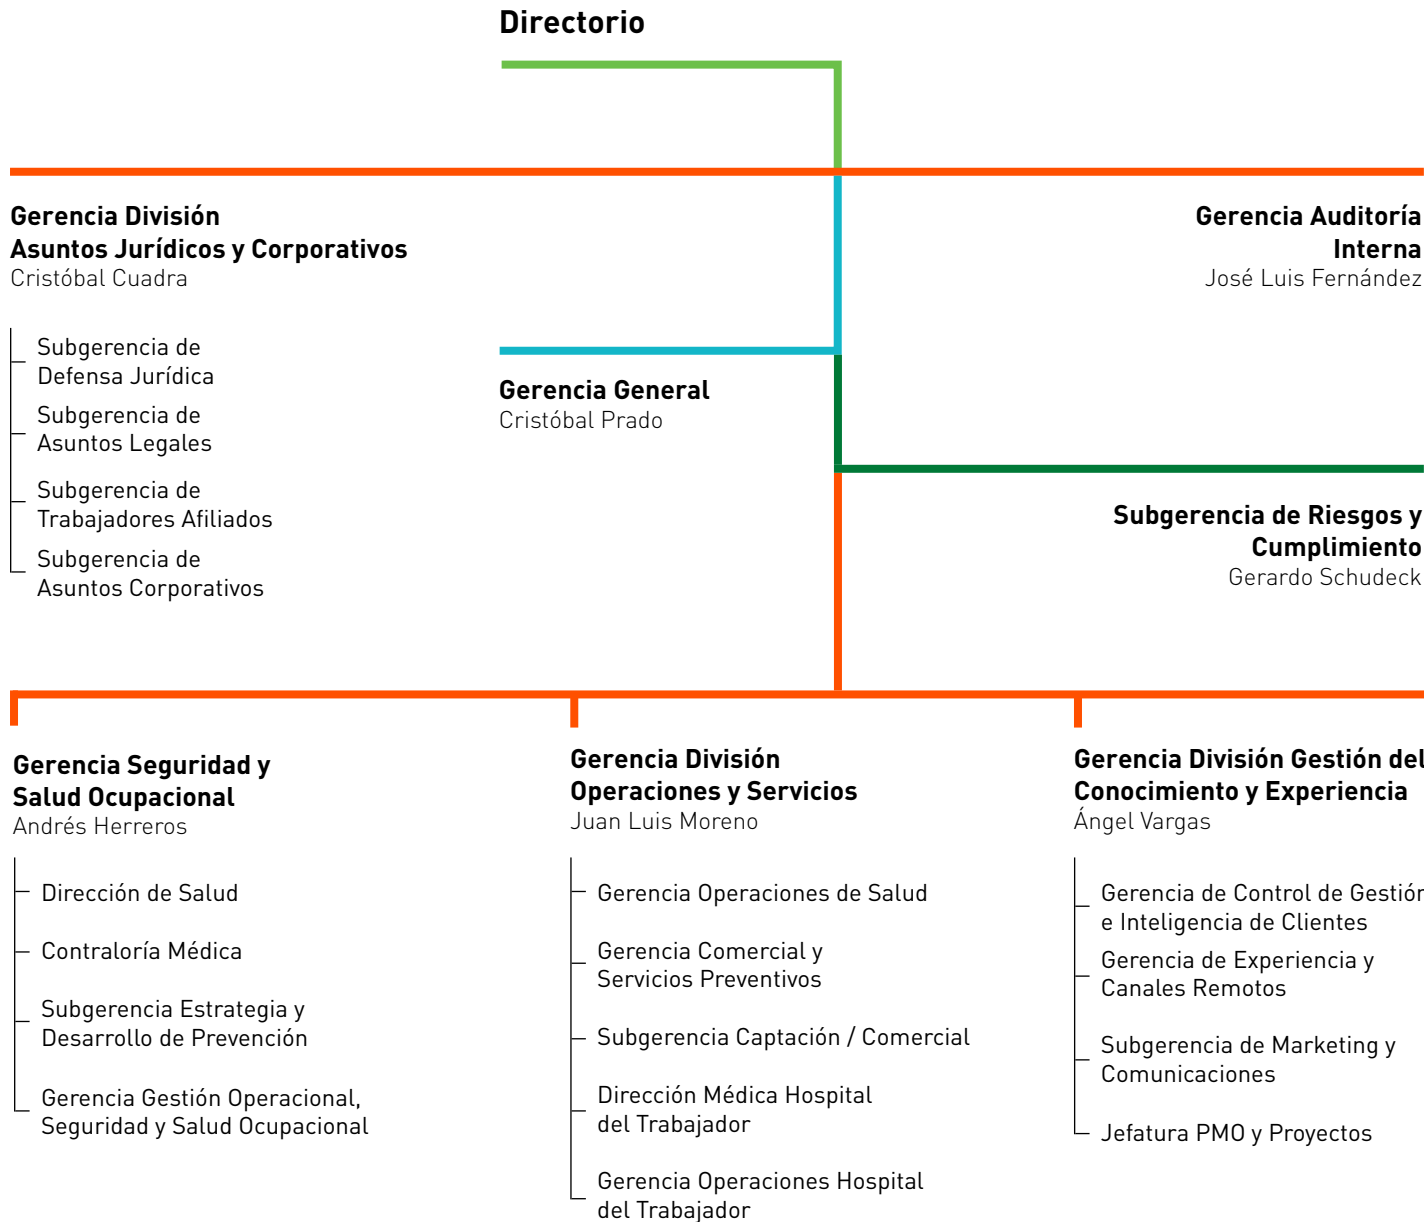 Directorio
Gerencia División
Asuntos Jurídicos y Corporativos
Cristóbal Cuadra
Subgerencia de
Defensa Jurídica
Subgerencia de
Asuntos Legales
Subgerencia de
Trabajadores Afiliados
Subgerencia de
Asuntos Corporativos
Gerencia Auditoría
Interna
José Luis Fernández
Gerencia General
Cristóbal Prado
Subgerencia de Riesgos y
Cumplimiento
Gerardo Schudeck
Gerencia Seguridad y
Salud Ocupacional
Andrés Herreros
Dirección de Salud
Contraloría Médica
Subgerencia Estrategia y
Desarrollo de Prevención
Gerencia Gestión Operacional,
Seguridad y Salud Ocupacional
Gerencia División
Operaciones y Servicios
Juan Luis Moreno
Gerencia Operaciones de Salud
Gerencia Comercial y
Servicios Preventivos
Subgerencia Captación / Comercial
Dirección Médica Hospital
del Trabajador
Gerencia Operaciones Hospital
del Trabajador
Gerencia División Gestión del
Conocimiento y Experiencia
Ángel Vargas
Gerencia de Control de Gestión
e Inteligencia de Clientes
Gerencia de Experiencia y
Canales Remotos
Subgerencia de Marketing y
Comunicaciones
Jefatura PMO y Proyectos